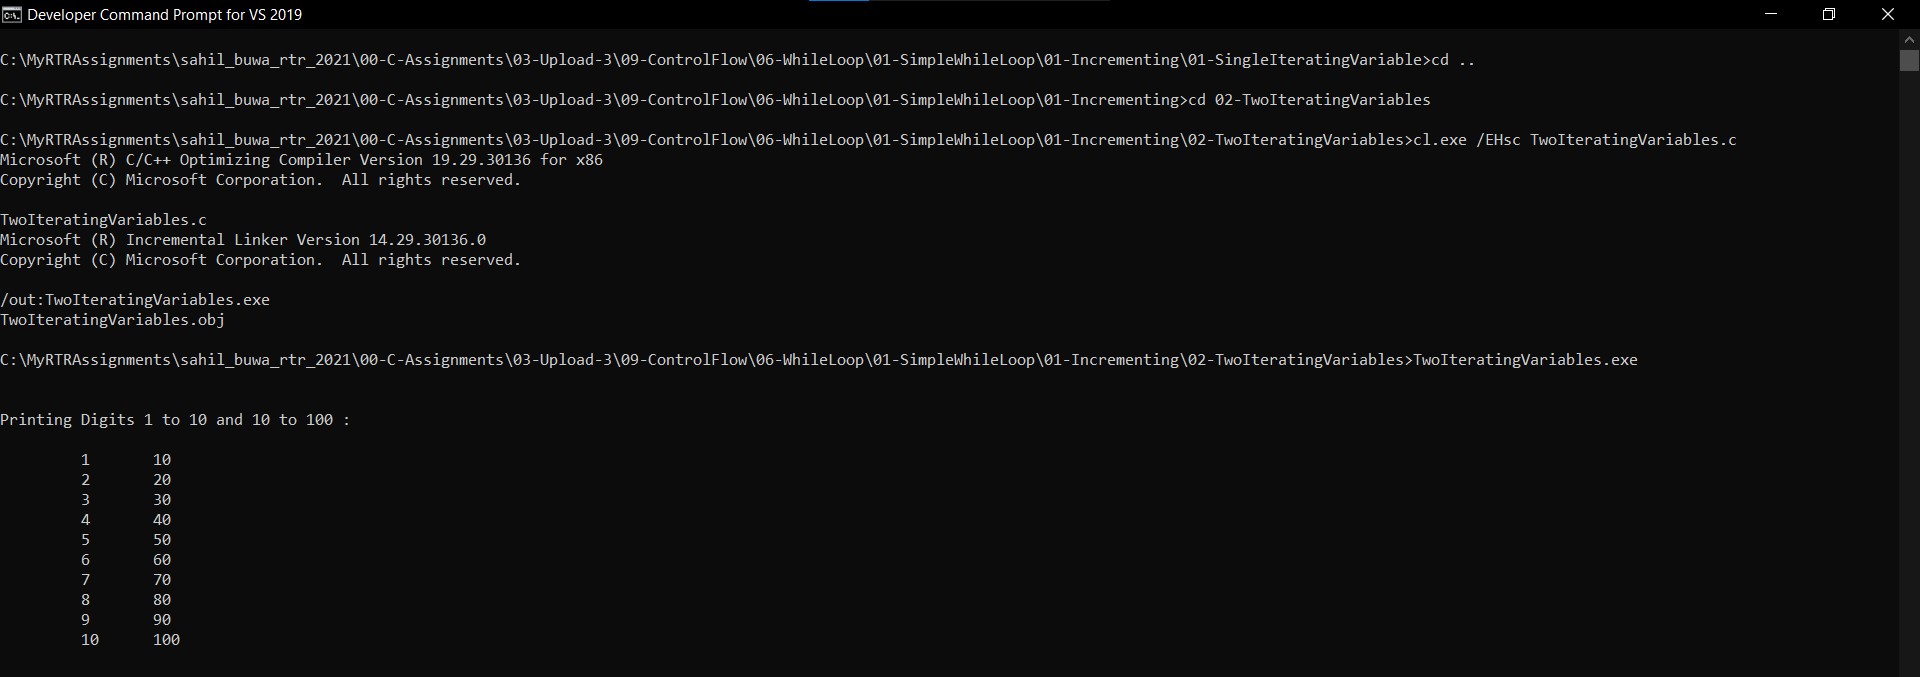 Developer Command Prompt for VS 2019
C:\MyRTRAssignments\sahil_buwa_rtr_2021\00-C-Assignments\03-Upload-3\09-ControlFlow\06-WhileLoop\01-SimpleWhileLoop\01-Incrementing\01-SingleIteratingVariable>cd ..
C:\MyRTRAssignments\sahil_buwa_rtr_2021\00-C-Assignments\03-Upload-3\09-ControlFlow\06-WhileLoop\01-SimpleWhileLoop\01-Incrementing>cd 02-TwoIteratingVariables
C:\MyRTRAssignments\sahil_buwa_rtr_2021\00-C-Assignments\03-Upload-3\09-ControlFlow\06-WhileLoop\01-SimpleWhileLoop\01-Incrementing\02-TwoIteratingVariables>cl.exe /EHsc TwoIteratingVariables.c
Microsoft (R) C/C++ Optimizing Compiler Version 19.29.30136 for x86
Copyright (C) Microsoft Corporation.  All rights reserved.
TwoIteratingVariables.c
Microsoft (R) Incremental Linker Version 14.29.30136.0
Copyright (C) Microsoft Corporation.  All rights reserved.
/out:TwoIteratingVariables.exe
TwoIteratingVariables.obj
C:\MyRTRAssignments\sahil_buwa_rtr_2021\00-C-Assignments\03-Upload-3\09-ControlFlow\06-WhileLoop\01-SimpleWhileLoop\01-Incrementing\02-TwoIteratingVariables>TwoIteratingVariables.exe
Printing Digits 1 to 10 and 10 to 100 :
1 10
2 20
3 30
4 40
5 50
6 60
7 70
8 80
9 90
10 100